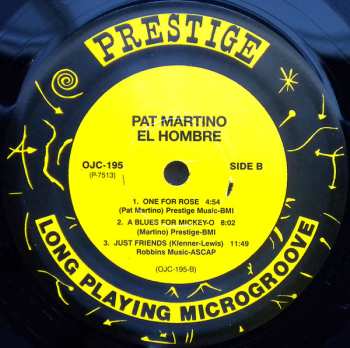 PRESTIGE
PAT MARTINO
EL HOMBRE
OJC-195
(P-7513)
SIDE B
1. ONE FOR ROSE 4:54
(Pat Martino) Prestige Music-BMI
2. A BLUES FOR MICKEY-O 8:02
(Martino) Prestige-BMI
3. JUST FRIENDS (Klenner-Lewis) 11:49
Robbins Music-ASCAP
(OJC-195-B)
LONG PLAYING MICROGROOVE